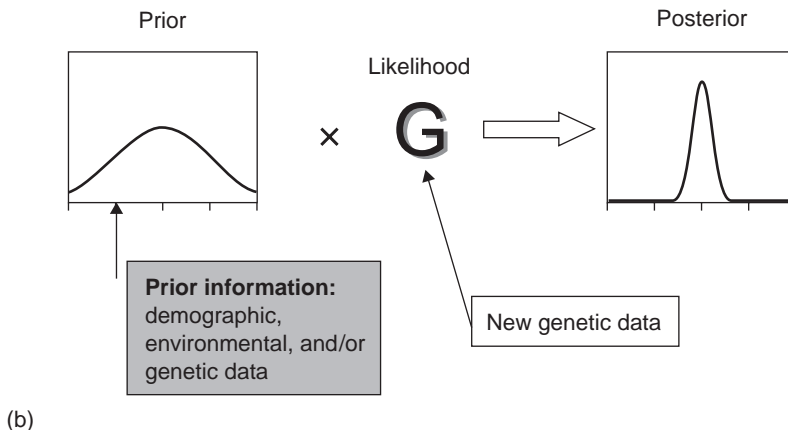 Prior
Likelihood
Posterior
×
G
Prior information:
demographic,
environmental, and/or
genetic data
New genetic data
(b)